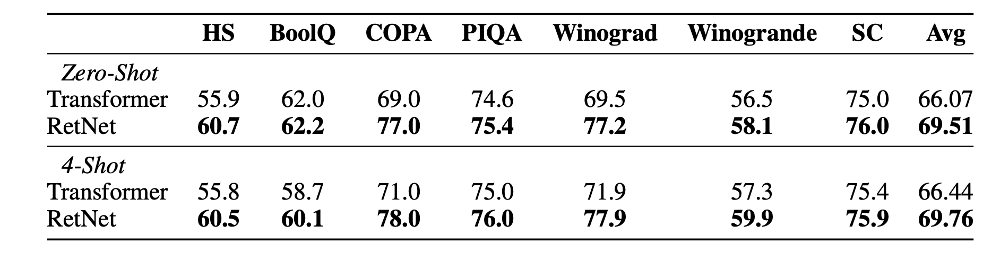 HS BoolQ COPA PIQA Winograd Winogrande SC Avg
Zero-Shot
Transformer 55.9 62.0 69.0 74.6 69.5 56.5 75.0 66.07
RetNet 60.7 62.2 77.0 75.4 77.2 58.1 76.0 69.51
4-Shot
Transformer 55.8 58.7 71.0 75.0 71.9 57.3 75.4 66.44
RetNet 60.5 60.1 78.0 76.0 77.9 59.9 75.9 69.76